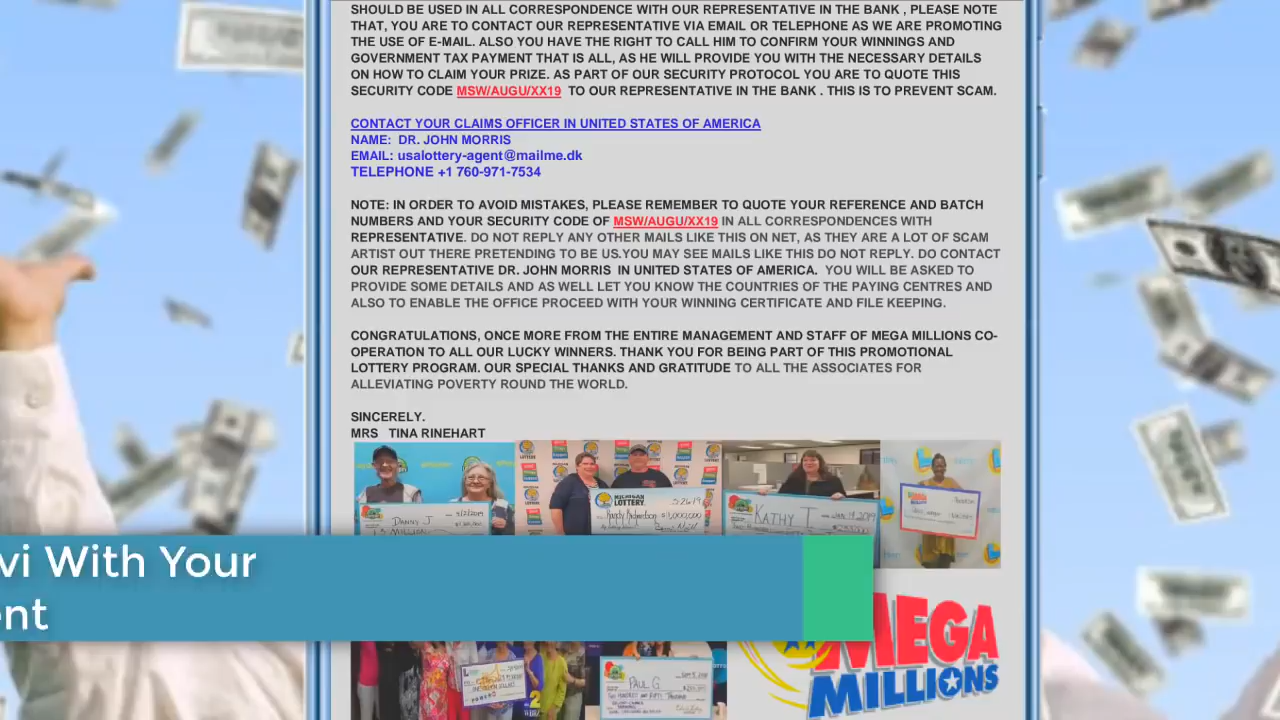 SHOULD BE USED IN ALL CORRESPONDENCE WITH OUR REPRESENTATIVE IN THE BANK , PLEASE NOTE
THAT, YOU ARE TO CONTACT OUR REPRESENTATIVE VIA EMAIL OR TELEPHONE AS WE ARE PROMOTING
THE USE OF E-MAIL. ALSO YOU HAVE THE RIGHT TO CALL HIM TO CONFIRM YOUR WINNINGS AND
GOVERNMENT TAX PAYMENT THAT IS ALL, AS HE WILL PROVIDE YOU WITH THE NECESSARY DETAILS
ON HOW TO CLAIM YOUR PRIZE. AS PART OF OUR SECURITY PROTOCOL YOU ARE TO QUOTE THIS
SECURITY CODE MSW/AUGU/XX19 TO OUR REPRESENTATIVE IN THE BANK . THIS IS TO PREVENT SCAM.
CONTACT YOUR CLAIMS OFFICER IN UNITED STATES OF AMERICA
NAME: DR. JOHN MORRIS
EMAIL: usalottery-agent@mailme.dk
TELEPHONE +1 760-971-7534
NOTE: IN ORDER TO AVOID MISTAKES, PLEASE REMEMBER TO QUOTE YOUR REFERENCE AND BATCH
NUMBERS AND YOUR SECURITY CODE OF MSW/AUGU/XX19 IN ALL CORRESPONDENCES WITH
REPRESENTATIVE. DO NOT REPLY ANY OTHER MAILS LIKE THIS ON NET, AS THEY ARE A LOT OF SCAM
ARTIST OUT THERE PRETENDING TO BE US.YOU MAY SEE MAILS LIKE THIS DO NOT REPLY. DO CONTACT
OUR REPRESENTATIVE DR. JOHN MORRIS IN UNITED STATES OF AMERICA. YOU WILL BE ASKED TO
PROVIDE SOME DETAILS AND AS WELL LET YOU KNOW THE COUNTRIES OF THE PAYING CENTRES AND
ALSO TO ENABLE THE OFFICE PROCEED WITH YOUR WINNING CERTIFICATE AND FILE KEEPING.
CONGRATULATIONS, ONCE MORE FROM THE ENTIRE MANAGEMENT AND STAFF OF MEGA MILLIONS CO-
OPERATION TO ALL OUR LUCKY WINNERS. THANK YOU FOR BEING PART OF THIS PROMOTIONAL
LOTTERY PROGRAM. OUR SPECIAL THANKS AND GRATITUDE TO ALL THE ASSOCIATES FOR
ALLEVIATING POVERTY ROUND THE WORLD.
SINCERELY.
MRS TINA RINEHART
DANNY J
MICHIGAN
LOTTERY
KATHY T
vi With Your
ent
PAUL G
MEGA
MILLIONS